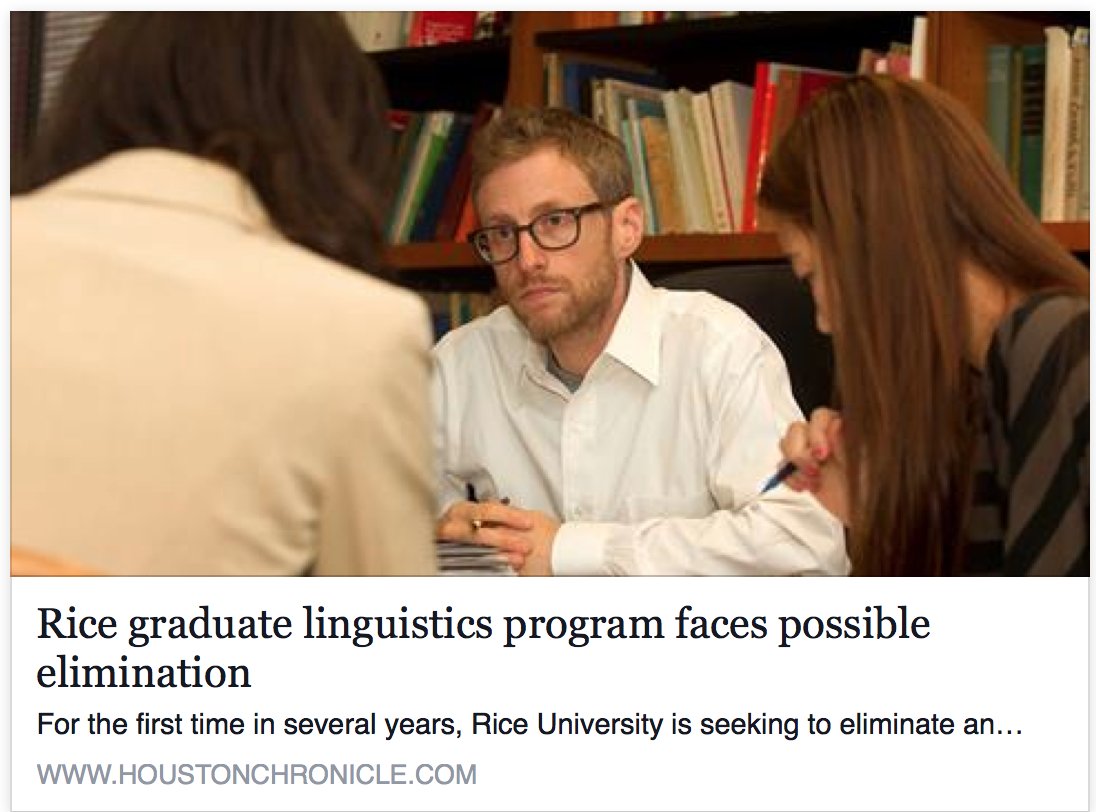 Rice graduate linguistics program faces possible
elimination
For the first time in several years, Rice University is seeking to eliminate an...
WWW.HOUSTONCHRONICLE.COM